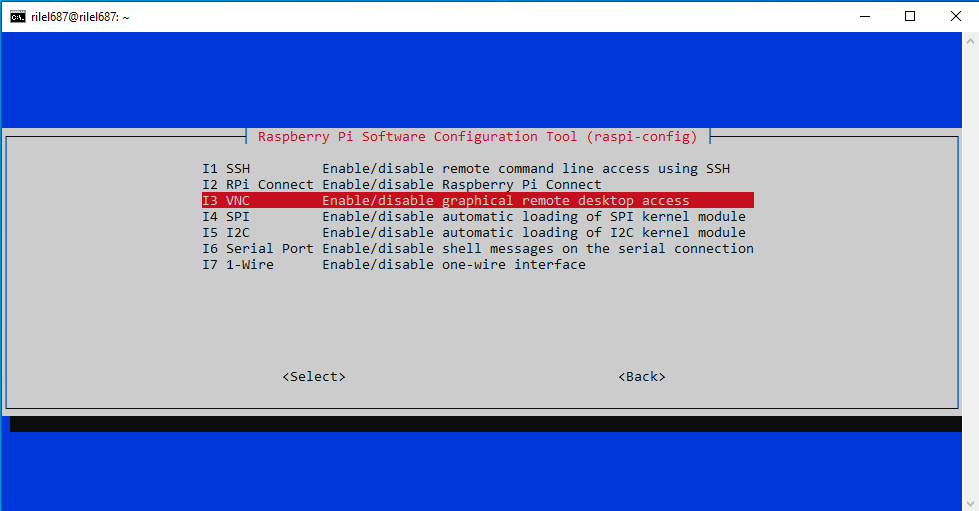 rilel687@rilel687: ~
Raspberry Pi Software Configuration Tool (raspi-config)
I1 SSH Enable/disable remote command line access using SSH
I2 RPi Connect Enable/disable Raspberry Pi Connect
I3 VNC Enable/disable graphical remote desktop access
I4 SPI Enable/disable automatic loading of SPI kernel module
I5 I2C Enable/disable automatic loading of I2C kernel module
I6 Serial Port Enable/disable shell messages on the serial connection
I7 1-Wire Enable/disable one-wire interface
<Select> <Back>